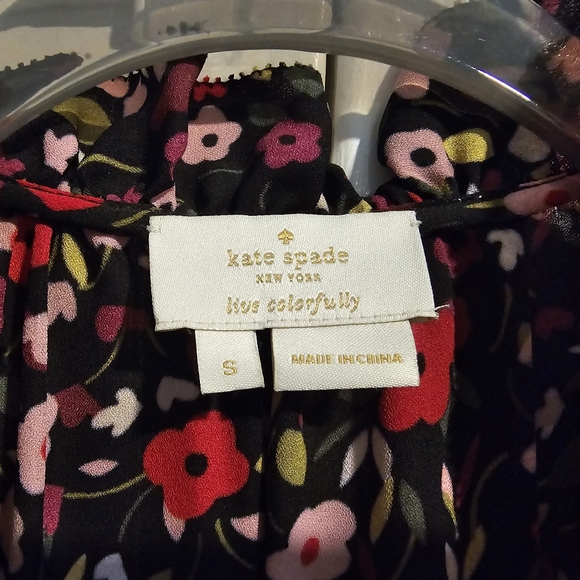 kate spade
NEW YORK
live colorfully
S
MADE IN CHINA